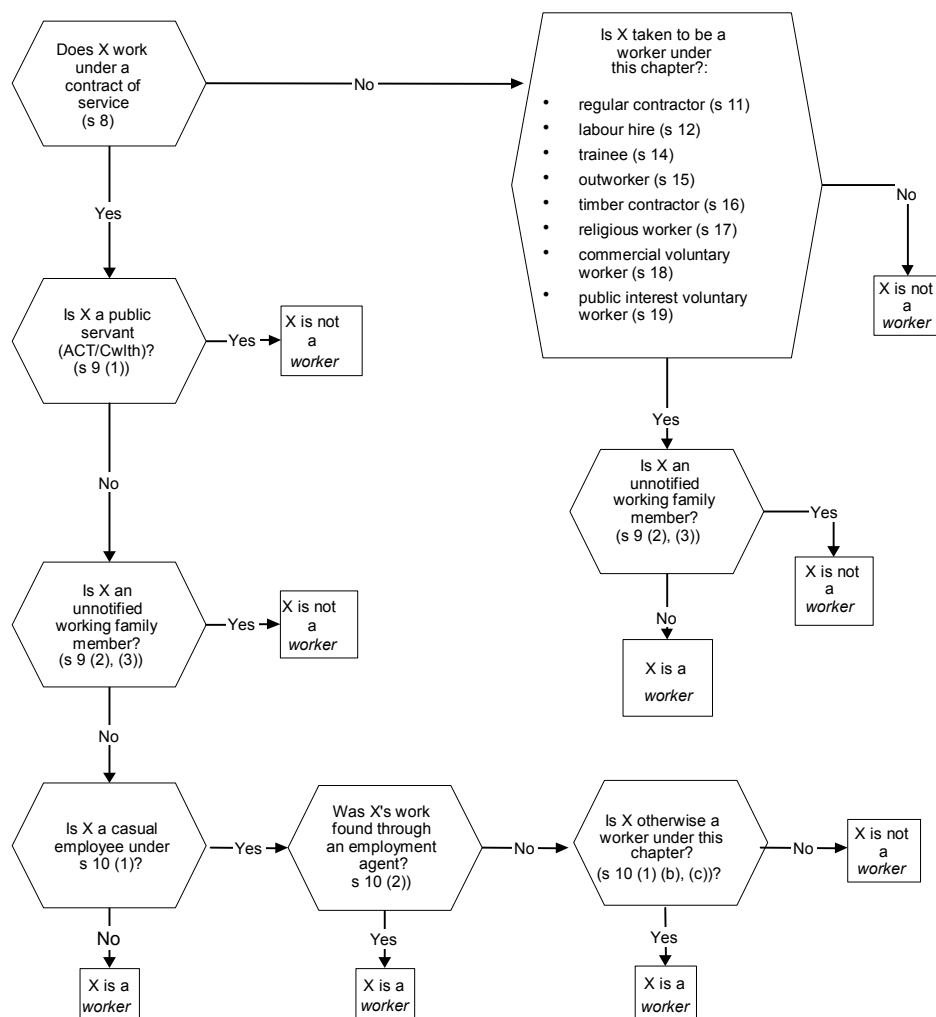 Does X work
under a
contract of
service
(s 8)
No
Is X taken to be a
worker under
this chapter?:
• regular contractor (s 11)
• labour hire (s 12)
• trainee (s 14)
• outworker (s 15)
• timber contractor (s 16)
• religious worker (s 17)
• commercial voluntary
worker (s 18)
• public interest voluntary
worker (s 19)
No
X is not
a
worker
Yes
Is X a public
servant
(ACT/Cwlth)?
(s 9 (1))
Yes
X is not
a
worker
Yes
Is X an
unnotified
working family
member?
(s 9 (2), (3))
Yes
X is not
a
worker
No
X is a
worker
No
Is X an
unnotified
working family
member?
(s 9 (2), (3))
Yes
X is not
a
worker
No
Is X a casual
employee under
s 10 (1)?
Yes
Was X's work
found through
an employment
agent?
s 10 (2))
No
Is X otherwise a
worker under this
chapter?
(s 10 (1) (b), (c))?
No
X is not
a
worker
No
X is a
worker
Yes
X is a
worker
Yes
X is a
worker